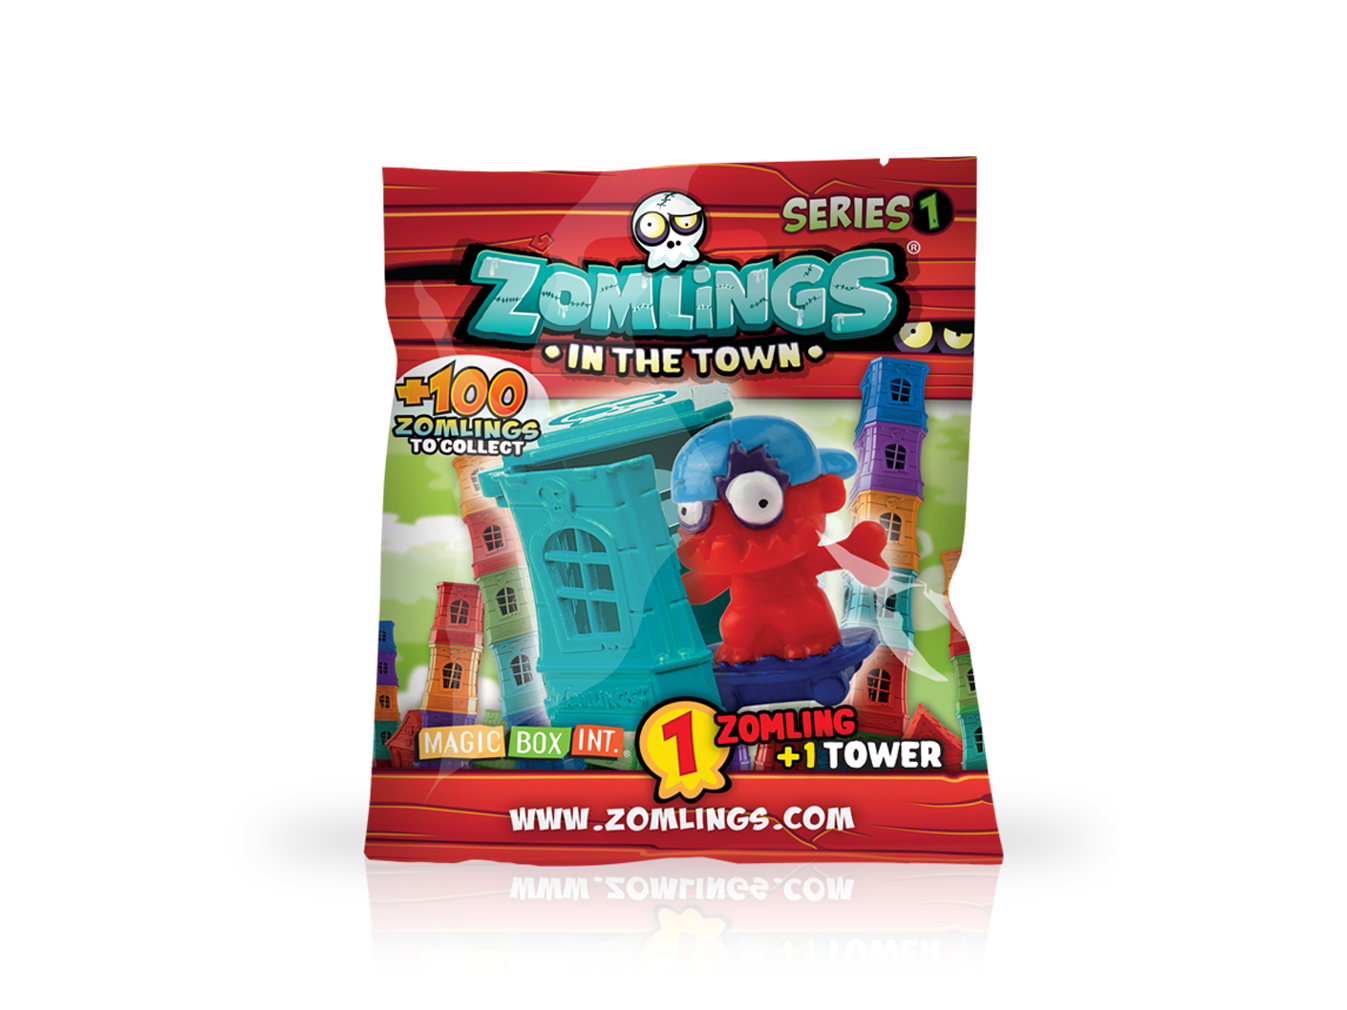 SERIES 1
ZOMLiNGS®
• IN THE TOWN •
+100
ZOMLINGS
TO COLLECT
MAGIC BOX INT.®
1 ZOMLING
+1 TOWER
WWW.ZOMLINGS.COM